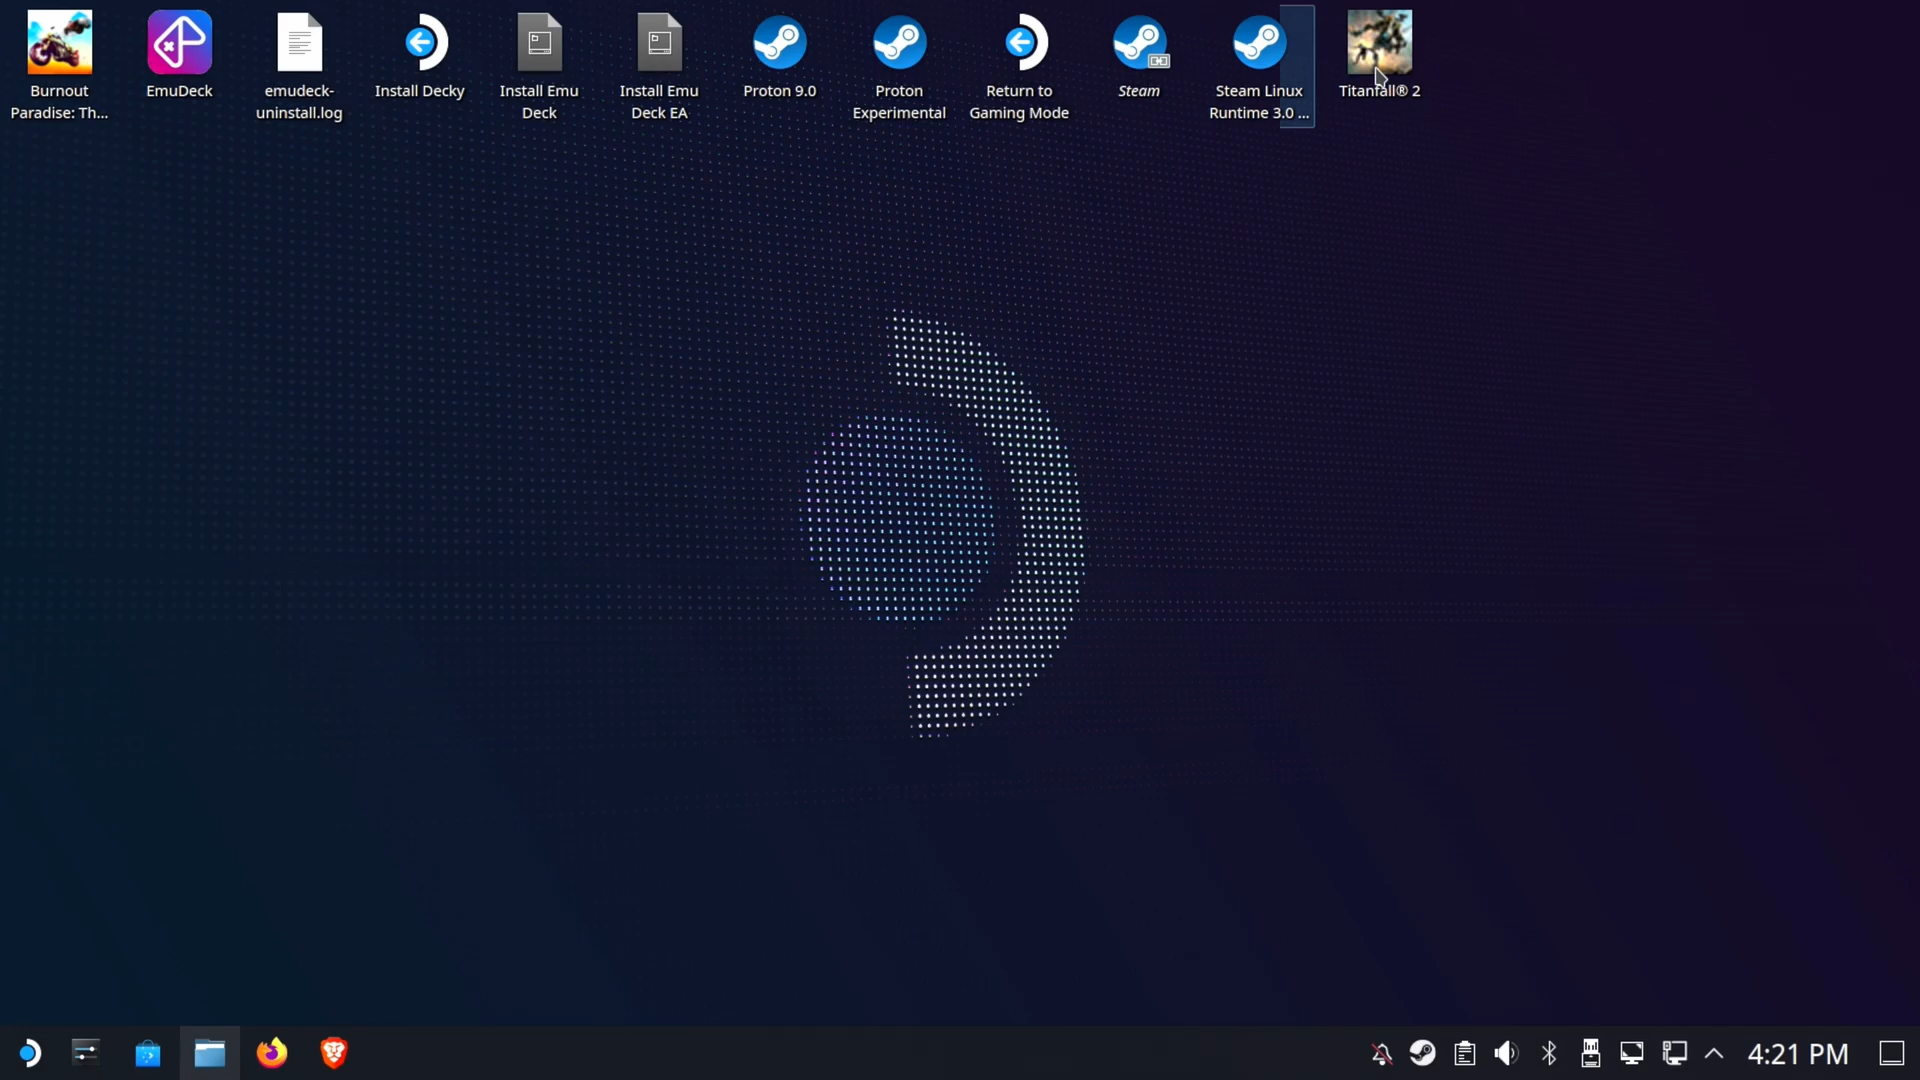 Burnout
Paradise: Th...
EmuDeck
emudeck-
uninstall.log
Install Decky
Install Emu
Deck
Install Emu
Deck EA
Proton 9.0
Proton
Experimental
Return to
Gaming Mode
Steam
Steam Linux
Runtime 3.0 ...
Titanfall® 2
4:21 PM